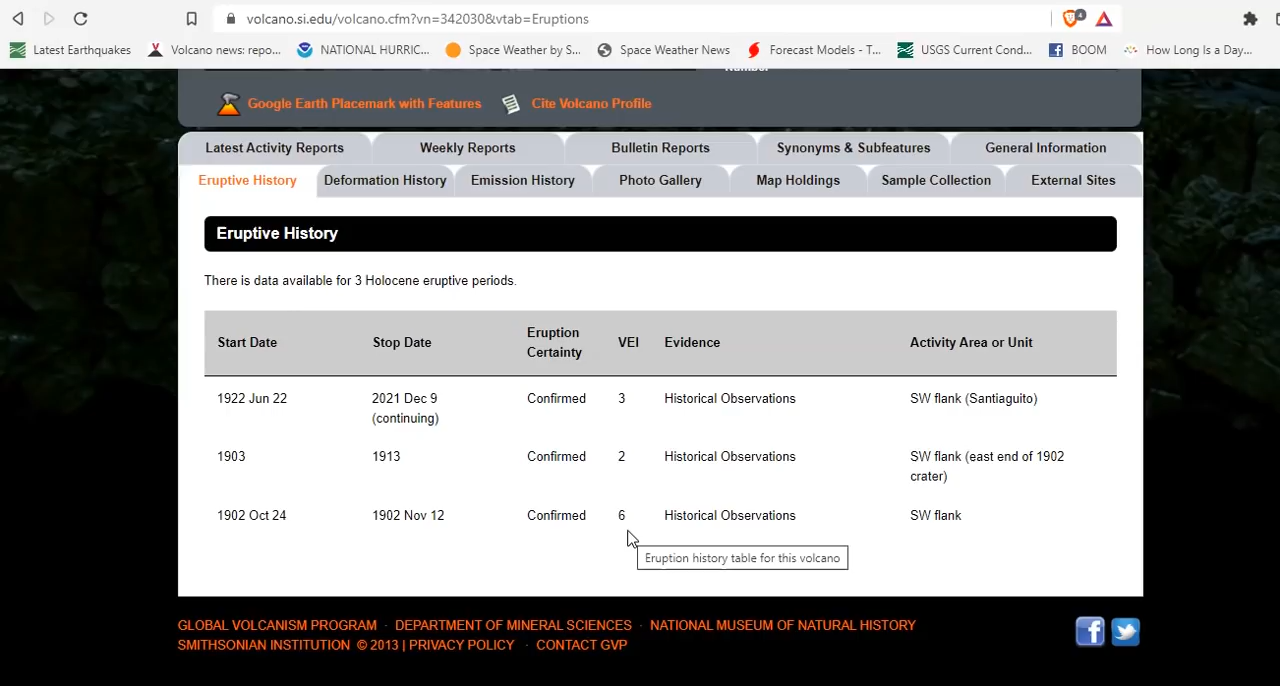 volcano.si.edu/volcano.cfm?vn=342030&vtab=Eruptions
4
Latest Earthquakes
Volcano news: repo...
NATIONAL HURRIC...
Space Weather by S...
Space Weather News
Forecast Models - T...
USGS Current Cond...
BOOM
How Long Is a Day...
Number
Google Earth Placemark with Features
Cite Volcano Profile
Latest Activity Reports
Weekly Reports
Bulletin Reports
Synonyms & Subfeatures
General Information
Eruptive History
Deformation History
Emission History
Photo Gallery
Map Holdings
Sample Collection
External Sites
Eruptive History
There is data available for 3 Holocene eruptive periods.
Start Date
Stop Date
Eruption
Certainty
VEI
Evidence
Activity Area or Unit
1922 Jun 22
2021 Dec 9
(continuing)
Confirmed
3
Historical Observations
SW flank (Santiaguito)
1903
1913
Confirmed
2
Historical Observations
SW flank (east end of 1902
crater)
1902 Oct 24
1902 Nov 12
Confirmed
6
Historical Observations
SW flank
Eruption history table for this volcano
GLOBAL VOLCANISM PROGRAM · DEPARTMENT OF MINERAL SCIENCES · NATIONAL MUSEUM OF NATURAL HISTORY
SMITHSONIAN INSTITUTION © 2013 | PRIVACY POLICY · CONTACT GVP